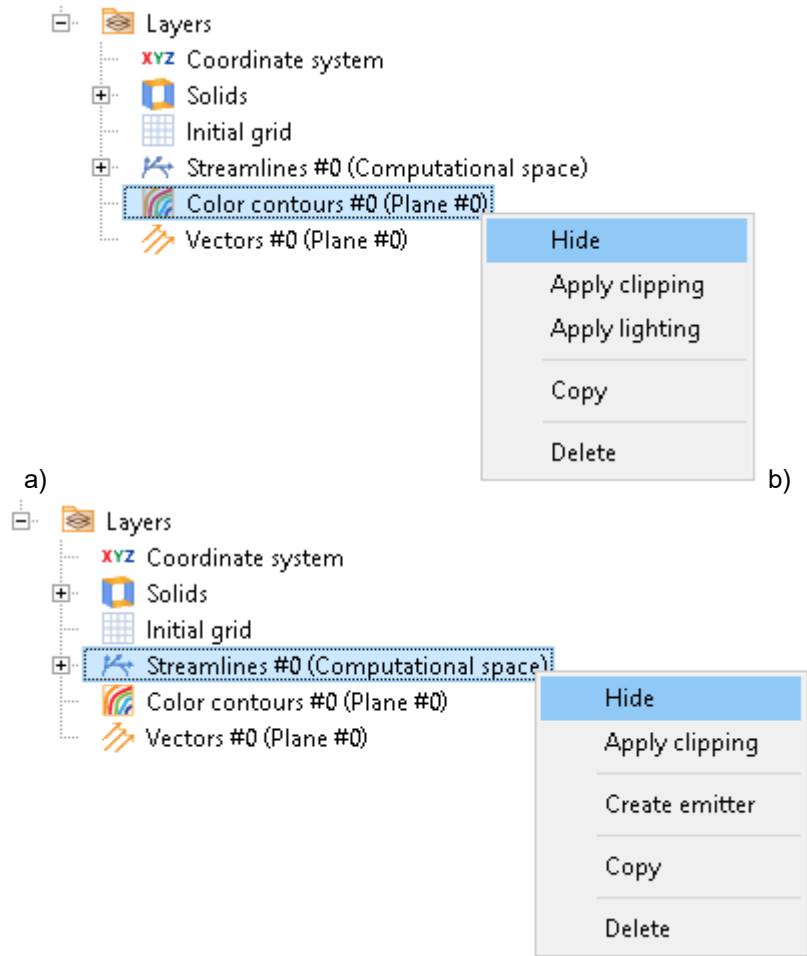 Layers
XYZ Coordinate system
Solids
Initial grid
Streamlines #0 (Computational space)
Color contours #0 (Plane #0)
Vectors #0 (Plane #0)
Hide
Apply clipping
Apply lighting
Copy
Delete
a) b)
Layers
XYZ Coordinate system
Solids
Initial grid
Streamlines #0 (Computational space)
Color contours #0 (Plane #0)
Vectors #0 (Plane #0)
Hide
Apply clipping
Create emitter
Copy
Delete